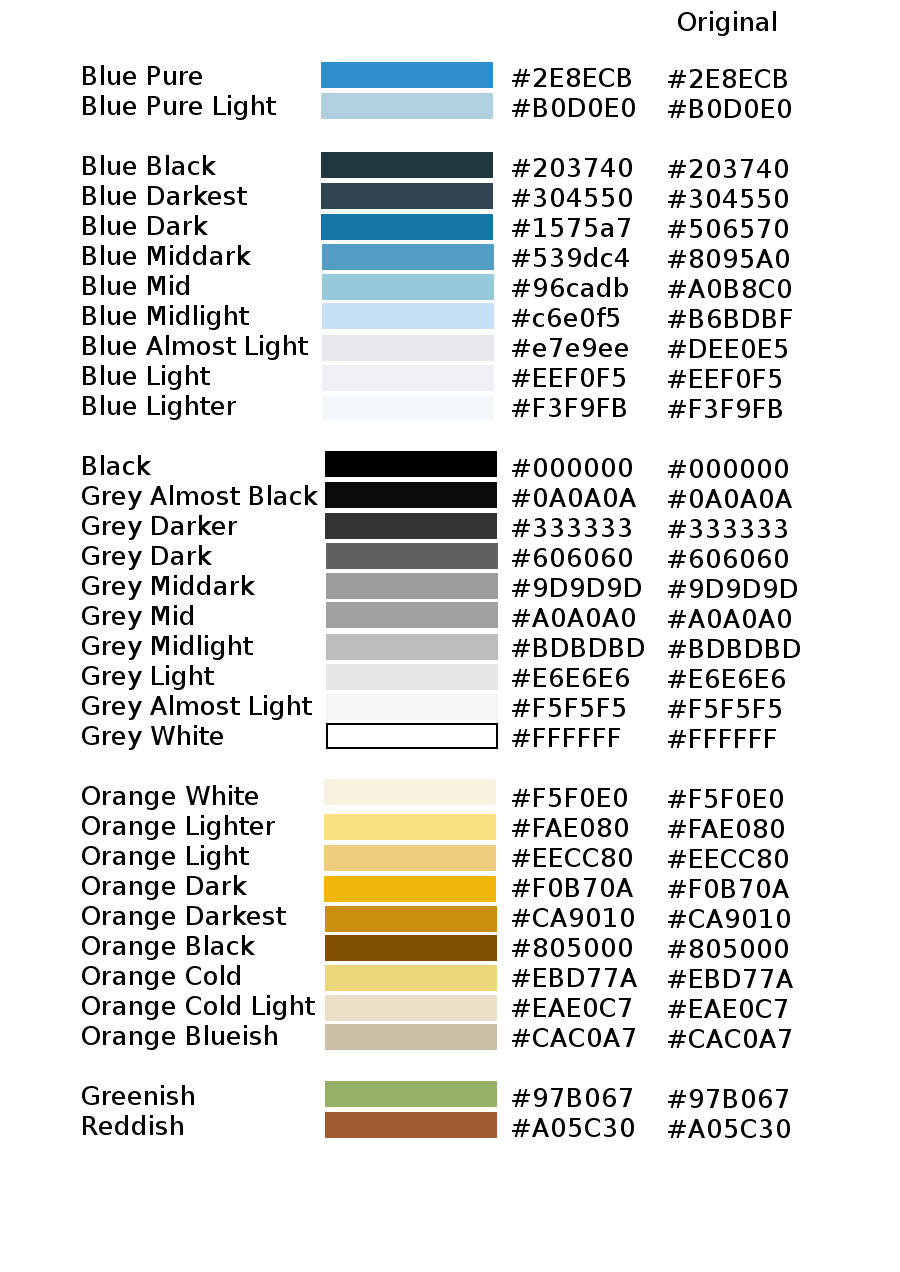 Original
Blue Pure #2E8ECB #2E8ECB
Blue Pure Light #B0D0E0 #B0D0E0
Blue Black #203740 #203740
Blue Darkest #304550 #304550
Blue Dark #1575a7 #506570
Blue Middark #539dc4 #8095A0
Blue Mid #96cadb #A0B8C0
Blue Midlight #c6e0f5 #B6BDBF
Blue Almost Light #e7e9ee #DEE0E5
Blue Light #EEF0F5 #EEF0F5
Blue Lighter #F3F9FB #F3F9FB
Black #000000 #000000
Grey Almost Black #0A0A0A #0A0A0A
Grey Darker #333333 #333333
Grey Dark #606060 #606060
Grey Middark #9D9D9D #9D9D9D
Grey Mid #A0A0A0 #A0A0A0
Grey Midlight #BDBDBD #BDBDBD
Grey Light #E6E6E6 #E6E6E6
Grey Almost Light #F5F5F5 #F5F5F5
Grey White #FFFFFF #FFFFFF
Orange White #F5F0E0 #F5F0E0
Orange Lighter #FAE080 #FAE080
Orange Light #EECC80 #EECC80
Orange Dark #F0B70A #F0B70A
Orange Darkest #CA9010 #CA9010
Orange Black #805000 #805000
Orange Cold #EBD77A #EBD77A
Orange Cold Light #EAE0C7 #EAE0C7
Orange Blueish #CAC0A7 #CAC0A7
Greenish #97B067 #97B067
Reddish #A05C30 #A05C30